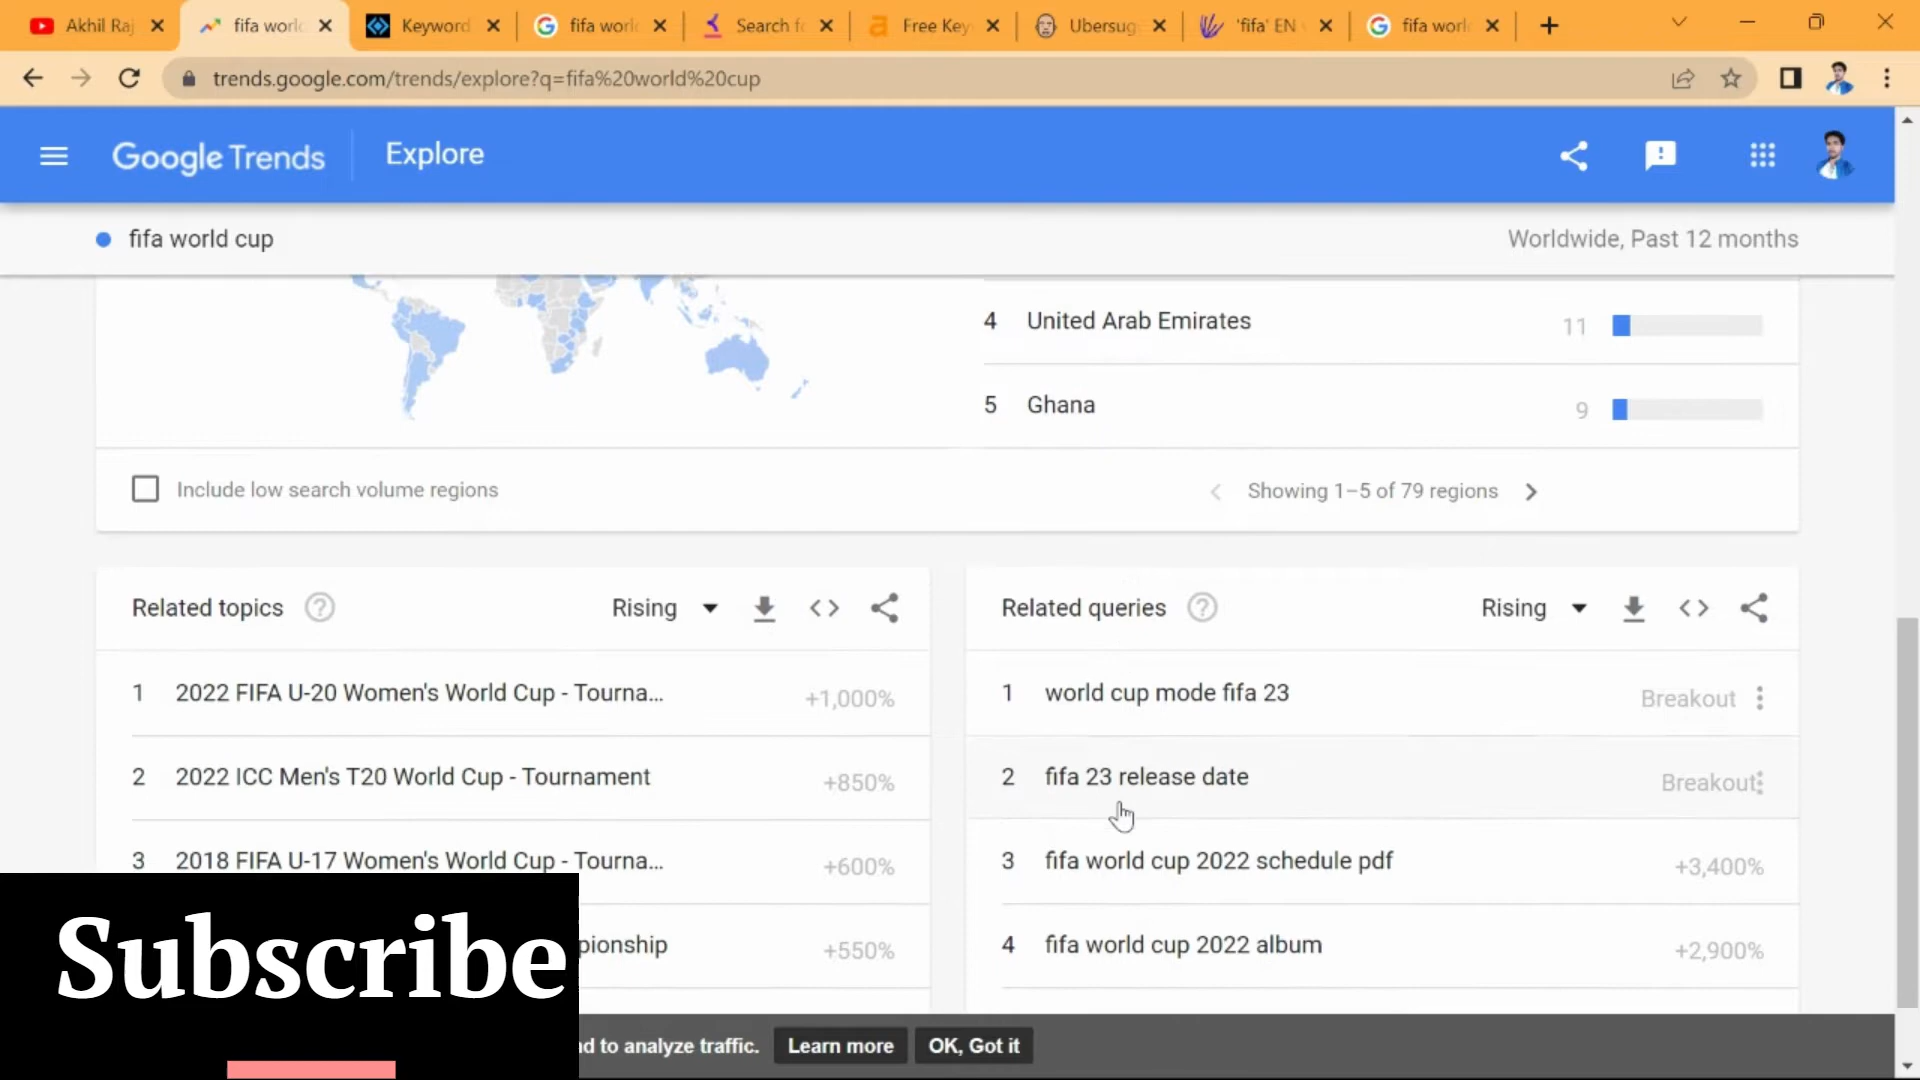 Akhil Raj
fifa worl
Keyword
fifa worl
Search fo
Free Key
Ubersug
'fifa' EN
fifa worl
trends.google.com/trends/explore?q=fifa%20world%20cup
Google Trends
Explore
fifa world cup
Worldwide, Past 12 months
4 United Arab Emirates 11
5 Ghana 9
Include low search volume regions
Showing 1–5 of 79 regions
Related topics
Rising
1 2022 FIFA U-20 Women's World Cup - Tourna... +1,000%
2 2022 ICC Men's T20 World Cup - Tournament +850%
3 2018 FIFA U-17 Women's World Cup - Tourna... +600%
pionship +550%
Related queries
Rising
1 world cup mode fifa 23 Breakout
2 fifa 23 release date Breakout
3 fifa world cup 2022 schedule pdf +3,400%
4 fifa world cup 2022 album +2,900%
Subscribe
nd to analyze traffic.
Learn more
OK, Got it